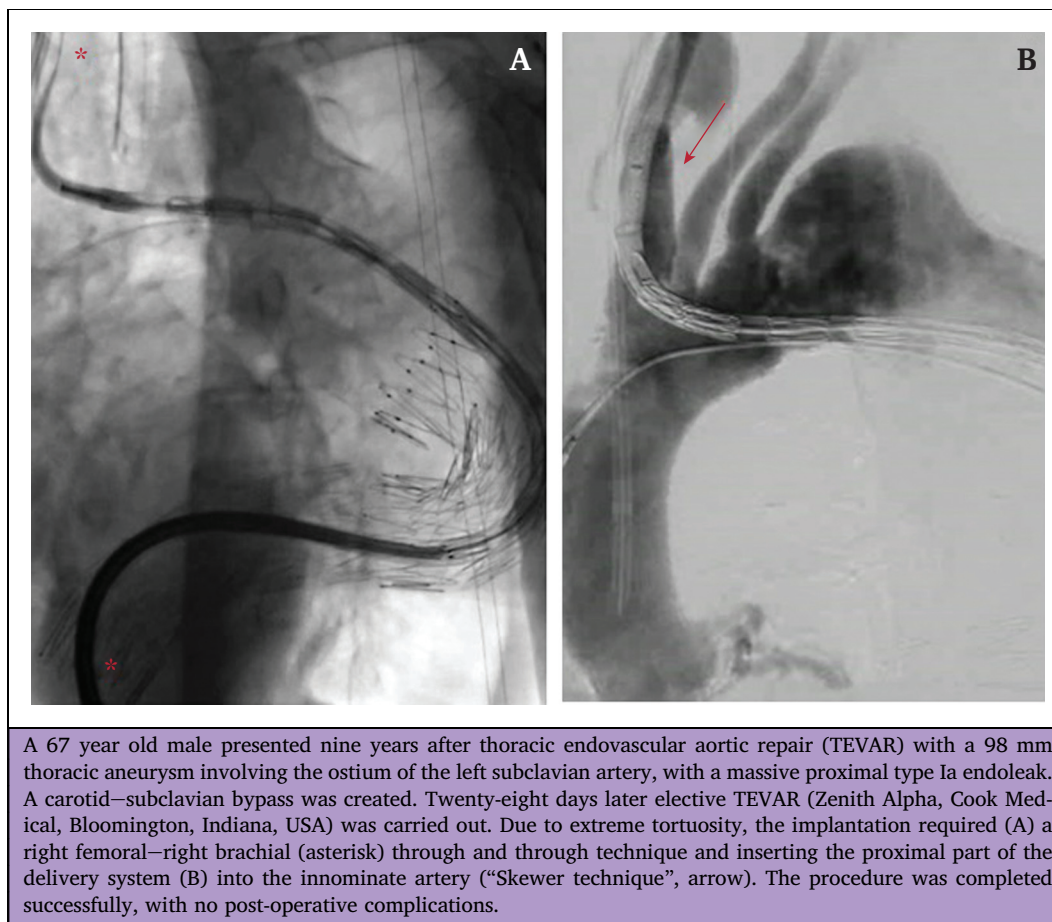 *
A
*
B
A 67 year old male presented nine years after thoracic endovascular aortic repair (TEVAR) with a 98 mm
thoracic aneurysm involving the ostium of the left subclavian artery, with a massive proximal type Ia endoleak.
A carotid–subclavian bypass was created. Twenty-eight days later elective TEVAR (Zenith Alpha, Cook Med-
ical, Bloomington, Indiana, USA) was carried out. Due to extreme tortuosity, the implantation required (A) a
right femoral–right brachial (asterisk) through and through technique and inserting the proximal part of the
delivery system (B) into the innominate artery (“Skewer technique”, arrow). The procedure was completed
successfully, with no post-operative complications.